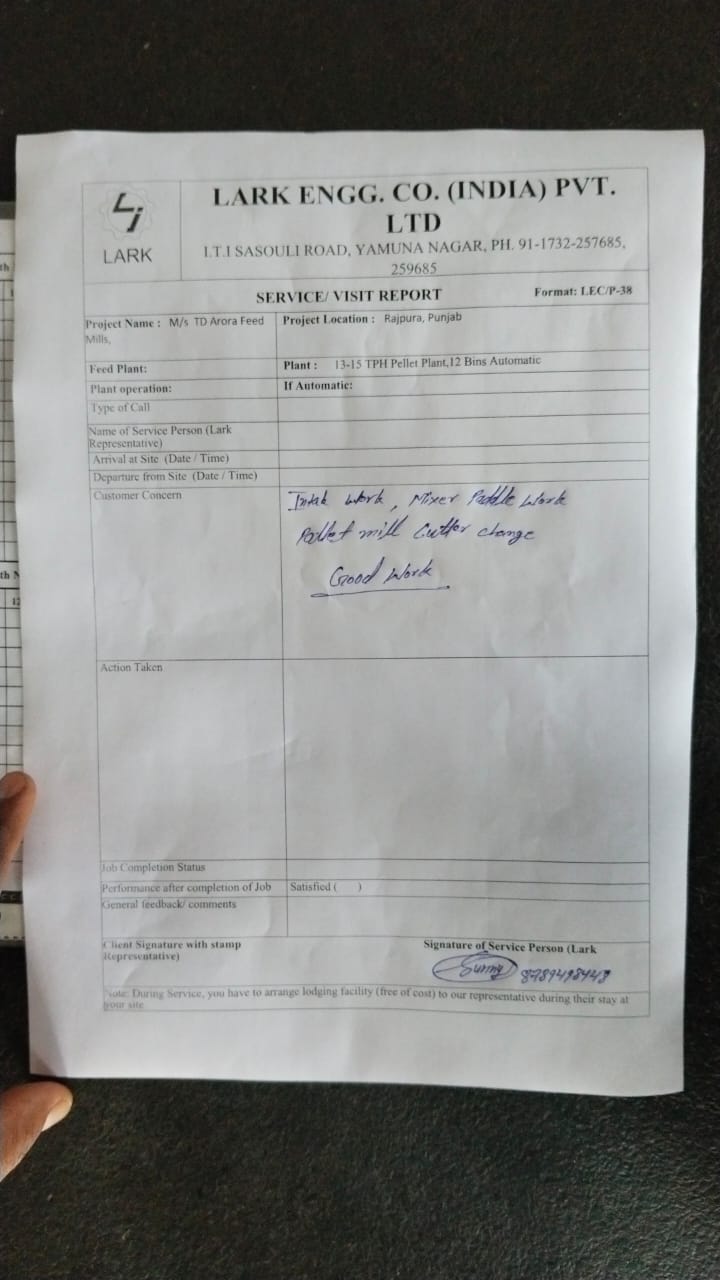 LARK ENGG. CO. (INDIA) PVT.
LTD
LARK
I.T.I SASOULI ROAD, YAMUNA NAGAR, PH. 91-1732-257685,
259685
SERVICE/ VISIT REPORT
Format: LEC/P-38
Project Name : M/s TD Arora Feed
Mills,
Project Location : Rajpura, Punjab
Feed Plant:
Plant : 13-15 TPH Pellet Plant,12 Bins Automatic
Plant operation:
If Automatic:
Type of Call
Name of Service Person (Lark
Representative)
Arrival at Site (Date / Time)
Departure from Site (Date / Time)
Customer Concern
Intak work, Mixer Paddle work
Pallet mill Cutter change
Good Work
Action Taken
Job Completion Status
Performance after completion of Job
Satisfied ( )
General feedback/ comments
Client Signature with stamp
Signature of Service Person (Lark
Representative)
Sunny
Note: During Service, you have to arrange lodging facility (free of cost) to our representative during their stay at
your site